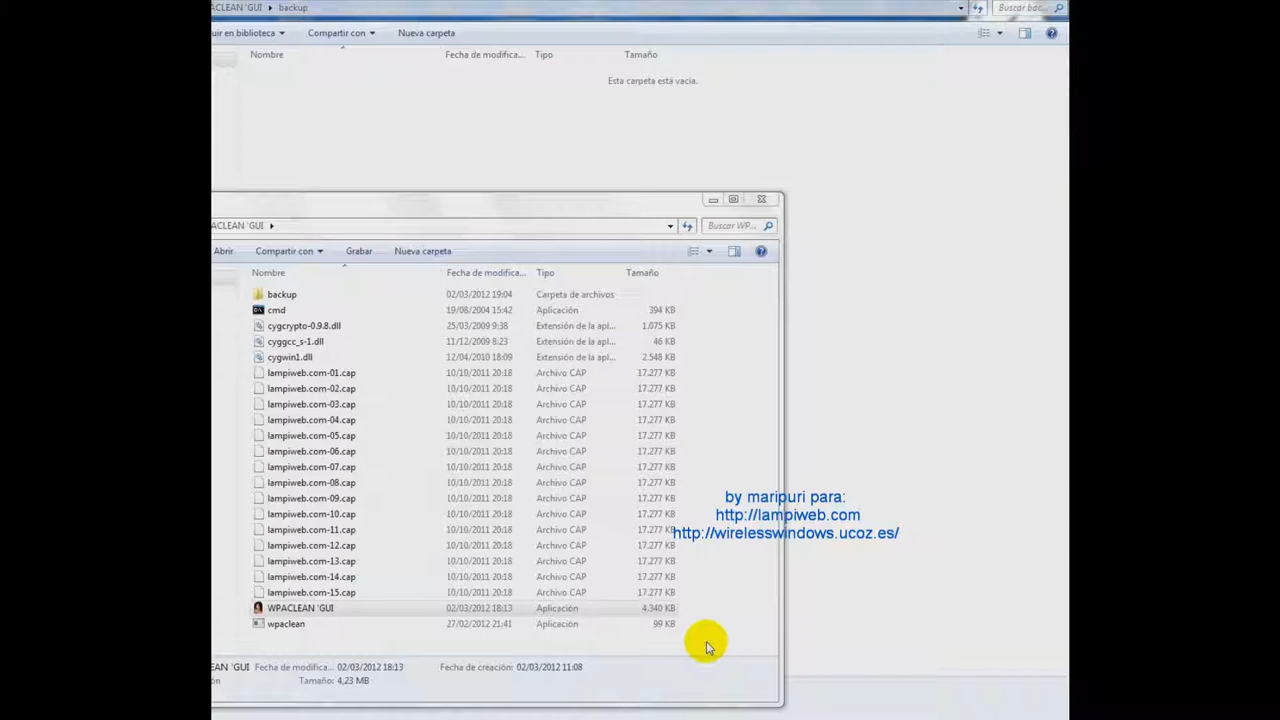 ACLEAN 'GUI ▸ backup Buscar bac...
uir en biblioteca Compartir con Nueva carpeta
Nombre Fecha de modifica... Tipo Tamaño
Esta carpeta está vacía.
ACLEAN 'GUI ▸ Buscar WP...
Abrir Compartir con Grabar Nueva carpeta
Nombre Fecha de modifica... Tipo Tamaño
backup 02/03/2012 19:04 Carpeta de archivos
cmd 19/08/2004 15:42 Aplicación 394 KB
cygcrypto-0.9.8.dll 25/03/2009 9:38 Extensión de la apl... 1.075 KB
cyggcc_s-1.dll 11/12/2009 8:23 Extensión de la apl... 46 KB
cygwin1.dll 12/04/2010 18:09 Extensión de la apl... 2.548 KB
lampiweb.com-01.cap 10/10/2011 20:18 Archivo CAP 17.277 KB
lampiweb.com-02.cap 10/10/2011 20:18 Archivo CAP 17.277 KB
lampiweb.com-03.cap 10/10/2011 20:18 Archivo CAP 17.277 KB
lampiweb.com-04.cap 10/10/2011 20:18 Archivo CAP 17.277 KB
lampiweb.com-05.cap 10/10/2011 20:18 Archivo CAP 17.277 KB
lampiweb.com-06.cap 10/10/2011 20:18 Archivo CAP 17.277 KB
lampiweb.com-07.cap 10/10/2011 20:18 Archivo CAP 17.277 KB
lampiweb.com-08.cap 10/10/2011 20:18 Archivo CAP 17.277 KB
lampiweb.com-09.cap 10/10/2011 20:18 Archivo CAP 17.277 KB
lampiweb.com-10.cap 10/10/2011 20:18 Archivo CAP 17.277 KB
lampiweb.com-11.cap 10/10/2011 20:18 Archivo CAP 17.277 KB
lampiweb.com-12.cap 10/10/2011 20:18 Archivo CAP 17.277 KB
lampiweb.com-13.cap 10/10/2011 20:18 Archivo CAP 17.277 KB
lampiweb.com-14.cap 10/10/2011 20:18 Archivo CAP 17.277 KB
lampiweb.com-15.cap 10/10/2011 20:18 Archivo CAP 17.277 KB
WPACLEAN 'GUI 02/03/2012 18:13 Aplicación 4.340 KB
wpaclean 27/02/2012 21:41 Aplicación 99 KB
by maripuri para:
http://lampiweb.com
http://wirelesswindows.ucoz.es/
EAN 'GUI Fecha de modifica... 02/03/2012 18:13 Fecha de creación: 02/03/2012 11:08
ón Tamaño: 4,23 MB